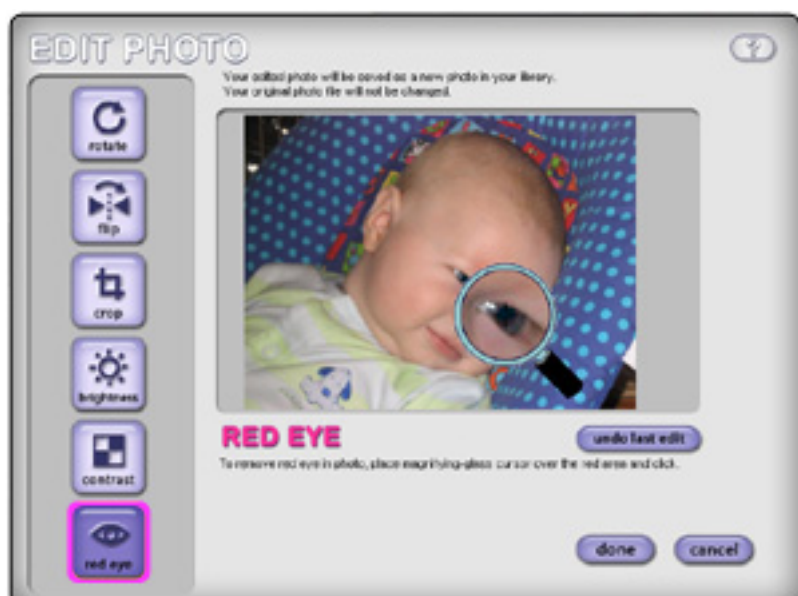 EDIT PHOTO
?
Your edited photo will be saved as a new photo in your library.
Your original photo file will not be changed.
rotate
flip
crop
brightness
contrast
red eye
RED EYE
undo last edit
To remove red eye in photo, place magnifying-glass cursor over the red area and click.
done
cancel